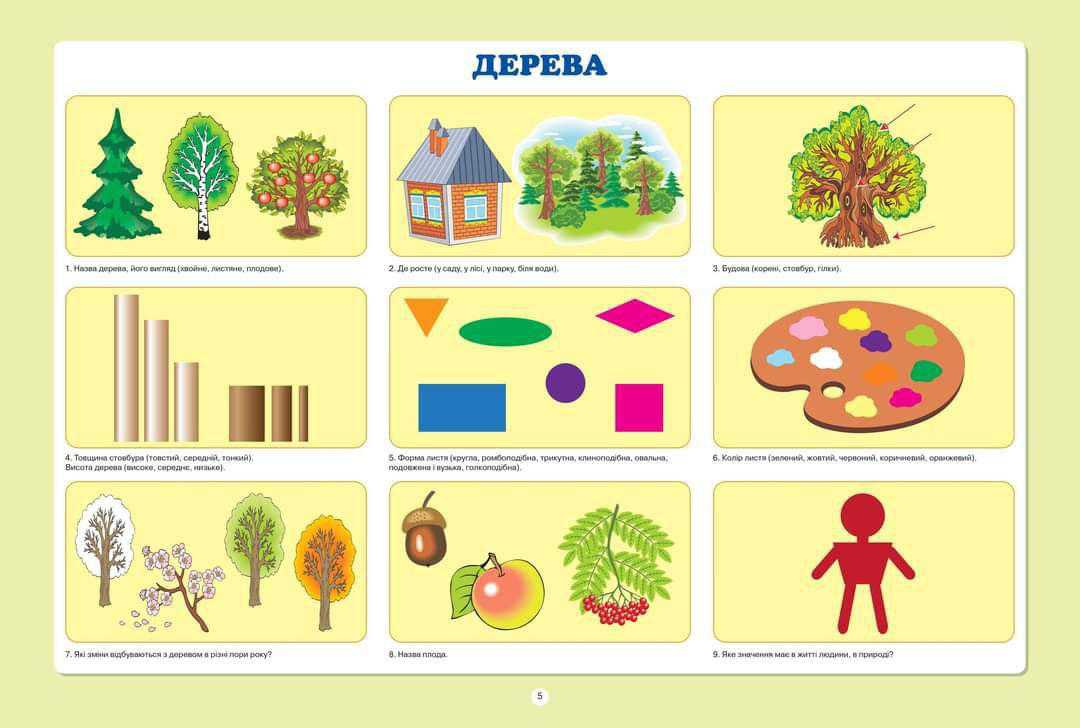 ДЕРЕВА
1. Назва дерева, його вигляд (хвойне, листяне, плодове).
2. Де росте (у саду, у лісі, у парку, біля води).
3. Будова (корені, стовбур, гілки).
4. Товщина стовбура (товстий, середній, тонкий).
Висота дерева (високе, середнє, низьке).
5. Форма листя (кругла, ромбоподібна, трикутна, клиноподібна, овальна,
подовжена і вузька, голкоподібна).
6. Колір листя (зелений, жовтий, червоний, коричневий, оранжевий).
7. Які зміни відбуваються з деревом в різні пори року?
8. Назва плода.
9. Яке значення має в житті людини, в природі?
5